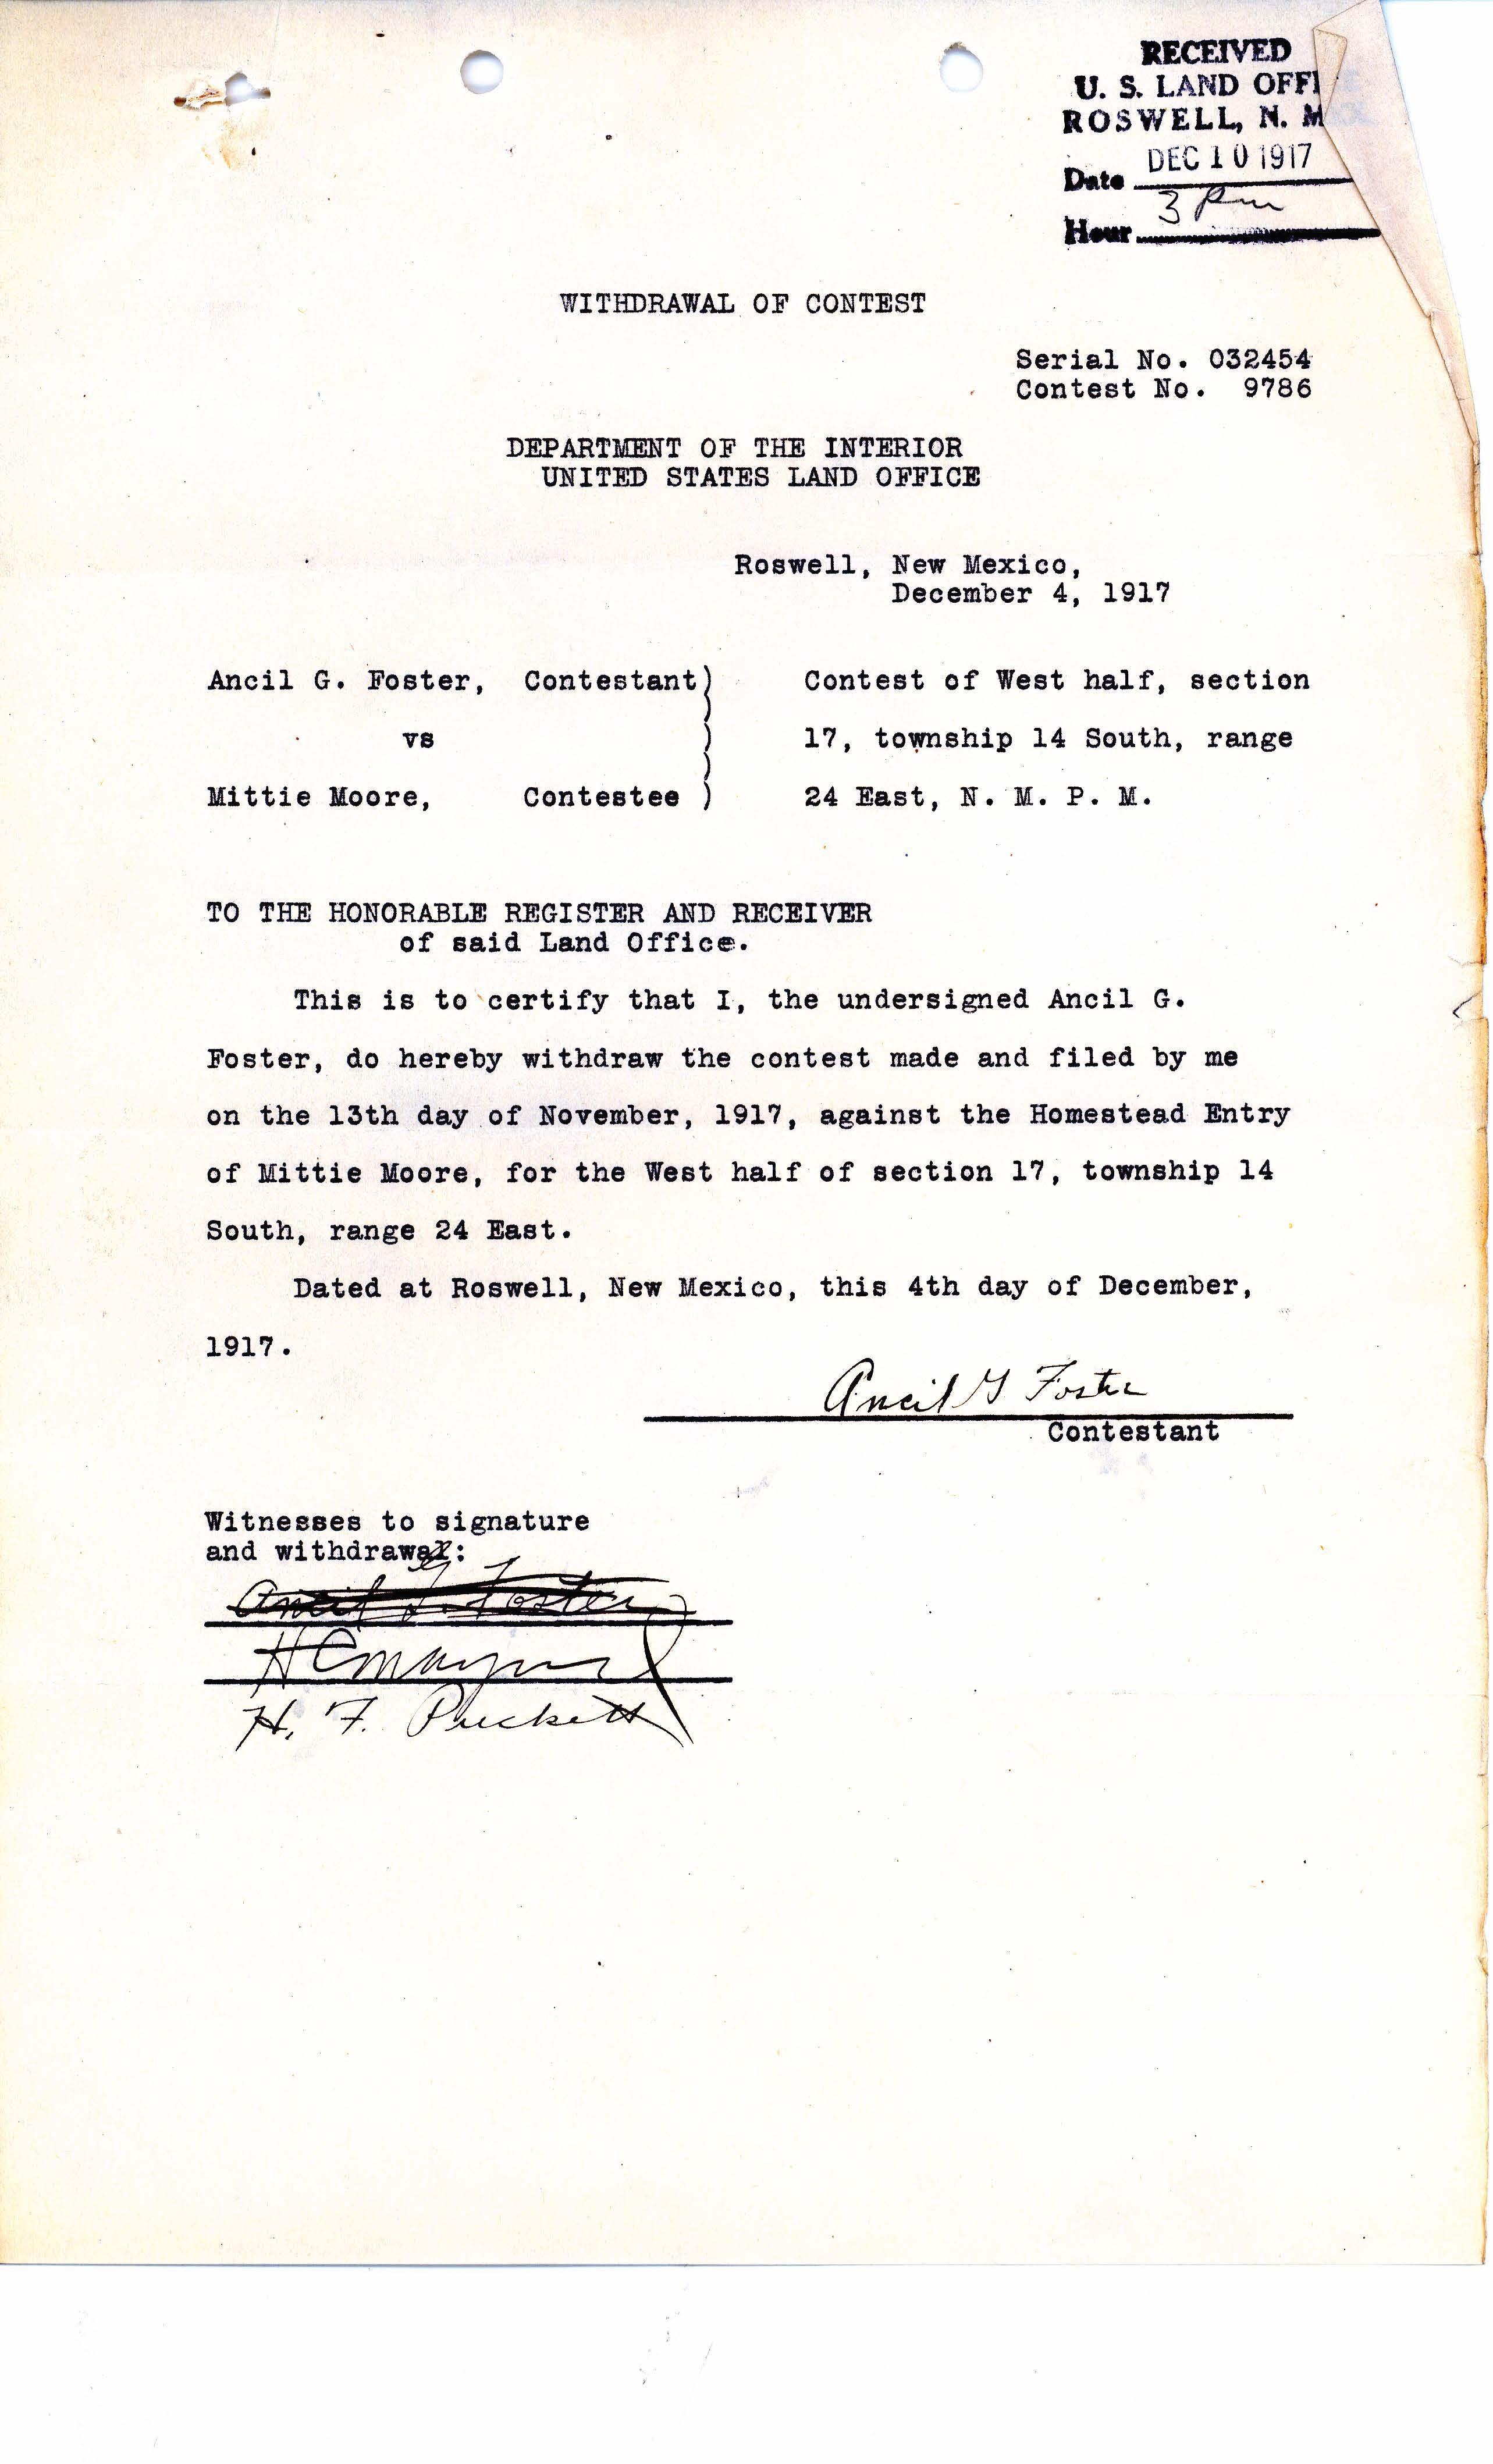 RECEIVED
U. S. LAND OFFI
ROSWELL, N. M
Date DEC 10 1917
Hour 3 Pm
WITHDRAWAL OF CONTEST
Serial No. 032454
Contest No. 9786
DEPARTMENT OF THE INTERIOR
UNITED STATES LAND OFFICE
Roswell, New Mexico,
December 4, 1917
Ancil G. Foster, Contestant) Contest of West half, section
vs ) 17, township 14 South, range
Mittie Moore, Contestee ) 24 East, N. M. P. M.
TO THE HONORABLE REGISTER AND RECEIVER
of said Land Office.
This is to certify that I, the undersigned Ancil G.
Foster, do hereby withdraw the contest made and filed by me
on the 13th day of November, 1917, against the Homestead Entry
of Mittie Moore, for the West half of section 17, township 14
South, range 24 East.
Dated at Roswell, New Mexico, this 4th day of December,
1917.
Ancil G Foster
Contestant
Witnesses to signature
and withdrawal:
Ancil G. Foster
H. F. Puckett